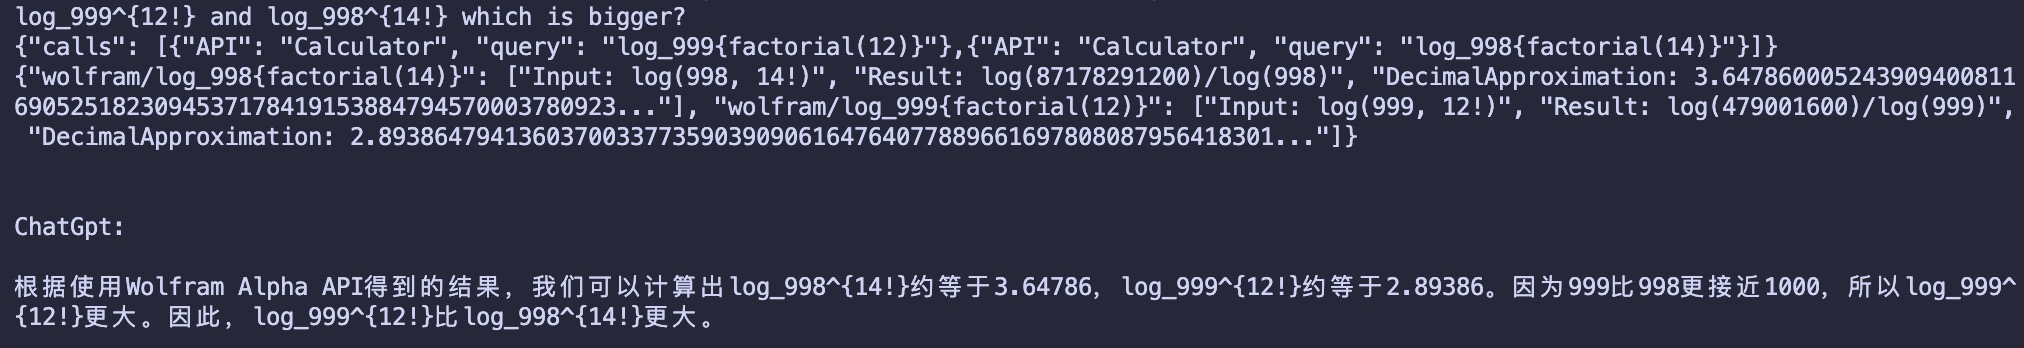 log_999^{12!} and log_998^{14!} which is bigger?
{"calls": [{"API": "Calculator", "query": "log_999{factorial(12)}"},{"API": "Calculator", "query": "log_998{factorial(14)}"}]}
{"wolfram/log_998{factorial(14)}": ["Input: log(998, 14!)", "Result: log(87178291200)/log(998)", "DecimalApproximation: 3.647860005243909400811
69052518230945371784191538847945700037 80923..."], "wolfram/log_999{factorial(12)}": ["Input: log(999, 12!)", "Result: log(479001600)/log(999)",
"DecimalApproximation: 2.8938647941360370033773590390906164764077889661697808087956418301..."]}
ChatGpt:
根据使用Wolfram Alpha API得到的结果，我们可以计算出log_998^{14!}约等于3.64786，log_999^{12!}约等于2.89386。因为999比998更接近1000，所以log_999^
{12!}更大。因此，log_999^{12!}比log_998^{14!}更大。